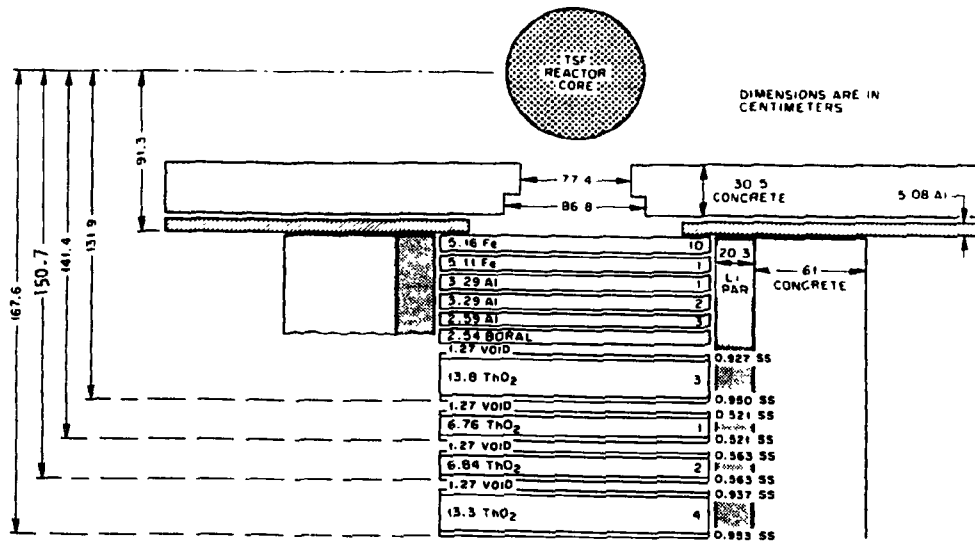 TSF
REACTOR
CORE
DIMENSIONS ARE IN
CENTIMETERS
91.3
131.9
141.4
150.7
167.6
77.4
86.8
30.5
CONCRETE
5.08 Al
5.16 Fe 10
5.11 Fe 1
3.29 Al 1
3.29 Al 2
2.59 Al 3
2.54 BORAL
20.3
Li
PAR
61
CONCRETE
1.27 VOID
0.927 SS
13.8 ThO₂ 3
0.950 SS
1.27 VOID
0.521 SS
6.76 ThO₂ 1
0.521 SS
1.27 VOID
0.563 SS
6.84 ThO₂ 2
0.563 SS
1.27 VOID
0.937 SS
13.3 ThO₂ 4
0.953 SS